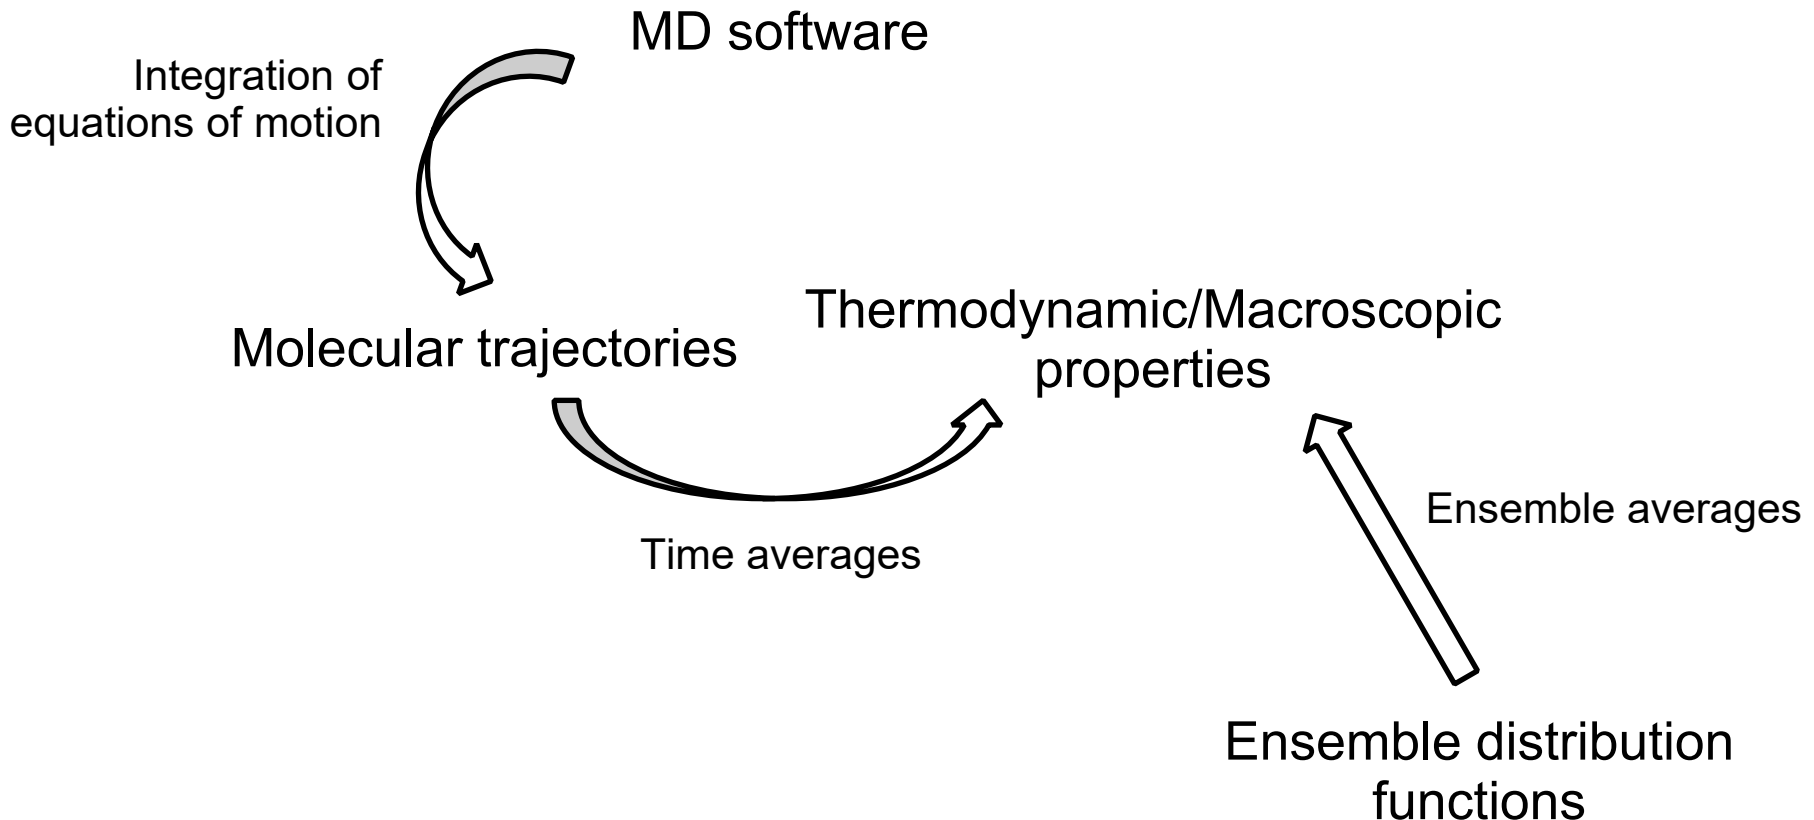 MD software
Integration of
equations of motion
Molecular trajectories
Thermodynamic/Macroscopic
properties
Time averages
Ensemble averages
Ensemble distribution
functions